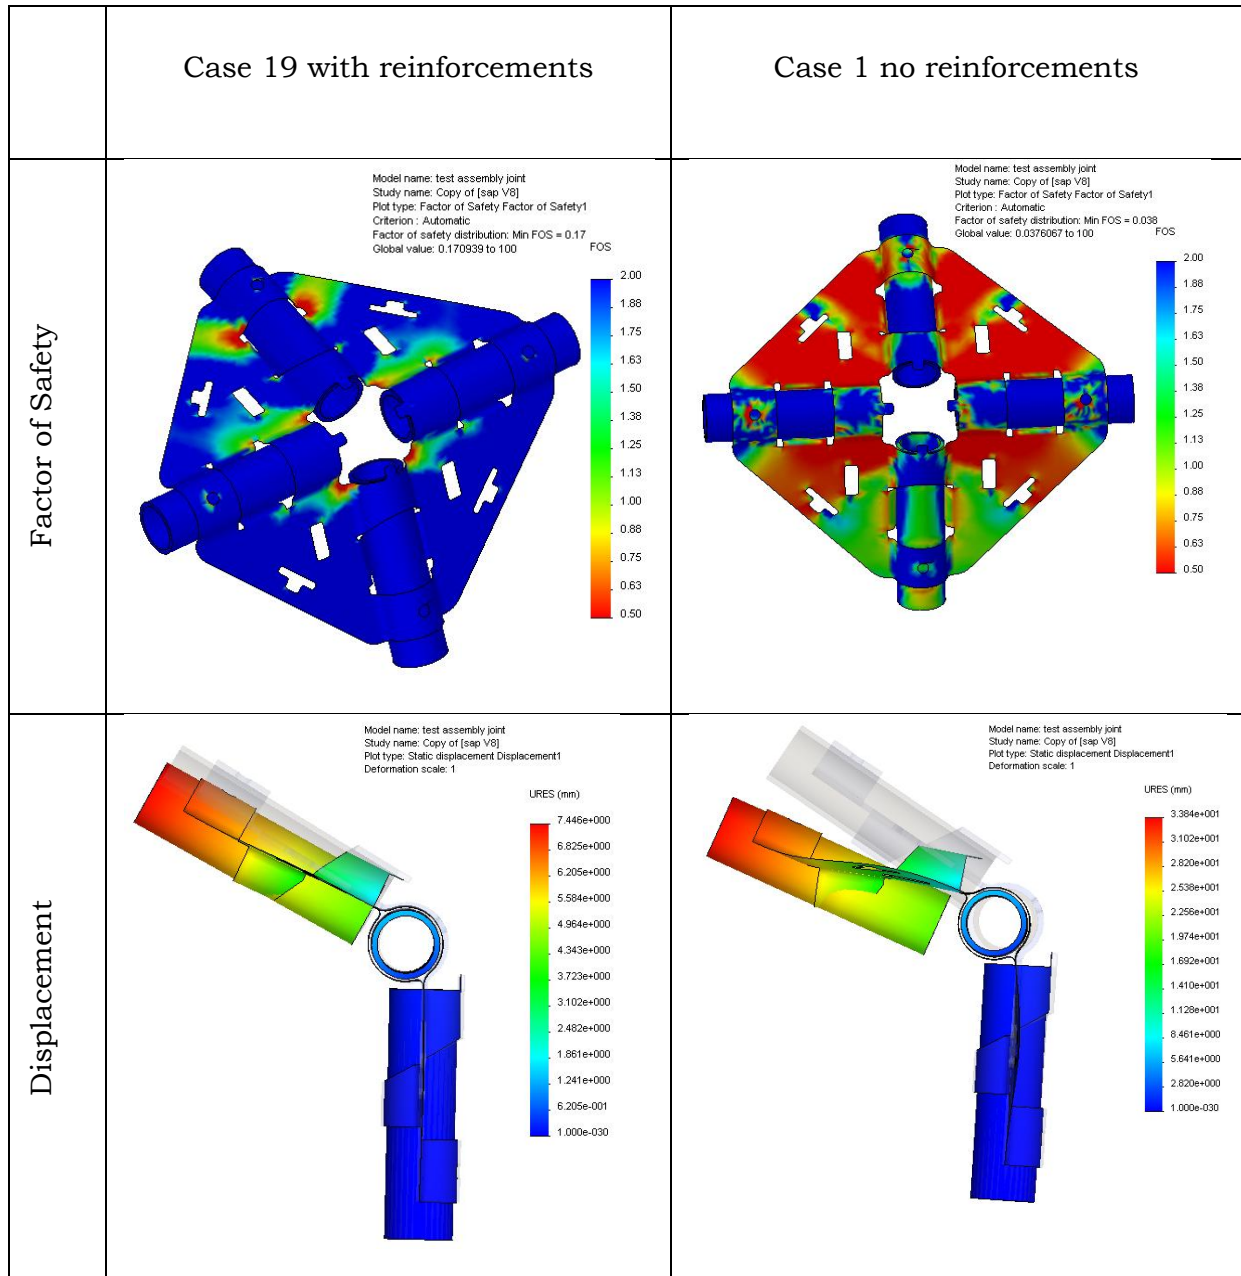 Case 19 with reinforcements
Case 1 no reinforcements
Factor of Safety
Model name: test assembly joint
Study name: Copy of [sap V8]
Plot type: Factor of Safety Factor of Safety1
Criterion : Automatic
Factor of safety distribution: Min FOS = 0.17
Global value: 0.170939 to 100
FOS
2.00
1.88
1.75
1.63
1.50
1.38
1.25
1.13
1.00
0.88
0.75
0.63
0.50
Model name: test assembly joint
Study name: Copy of [sap V8]
Plot type: Factor of Safety Factor of Safety1
Criterion : Automatic
Factor of safety distribution: Min FOS = 0.038
Global value: 0.0376067 to 100
FOS
2.00
1.88
1.75
1.63
1.50
1.38
1.25
1.13
1.00
0.88
0.75
0.63
0.50
Displacement
Model name: test assembly joint
Study name: Copy of [sap V8]
Plot type: Static displacement Displacement1
Deformation scale: 1
URES (mm)
7.446e+000
6.825e+000
6.205e+000
5.584e+000
4.964e+000
4.343e+000
3.723e+000
3.102e+000
2.482e+000
1.861e+000
1.241e+000
6.205e-001
1.000e-030
Model name: test assembly joint
Study name: Copy of [sap V8]
Plot type: Static displacement Displacement1
Deformation scale: 1
URES (mm)
3.384e+001
3.102e+001
2.820e+001
2.538e+001
2.256e+001
1.974e+001
1.692e+001
1.410e+001
1.128e+001
8.461e+000
5.641e+000
2.820e+000
1.000e-030